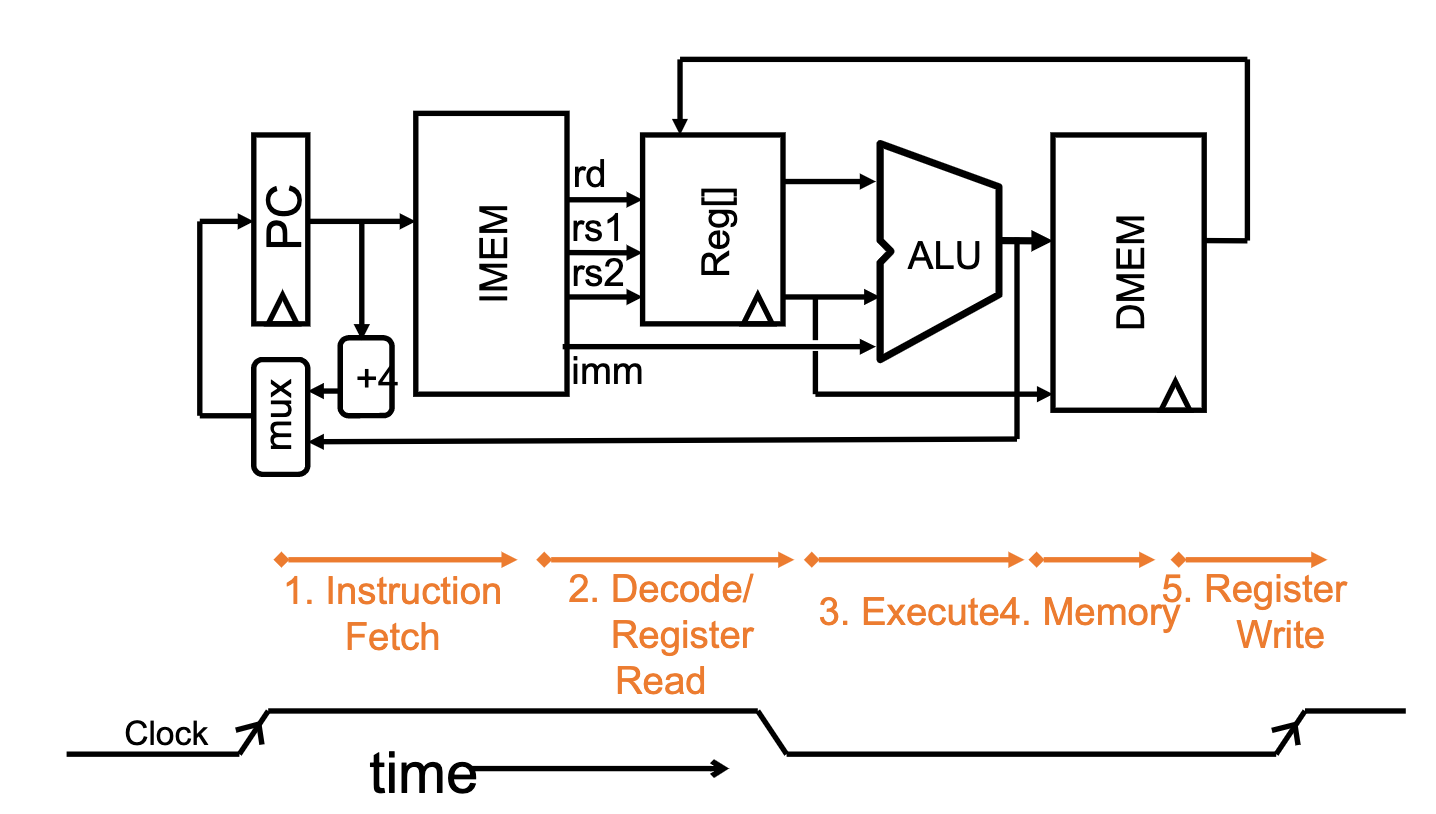 PC
IMEM
rd
rs1
rs2
imm
Reg[]
ALU
DMEM
+4
mux
1. Instruction
Fetch
2. Decode/
Register
Read
3. Execute
4. Memory
5. Register
Write
Clock
time